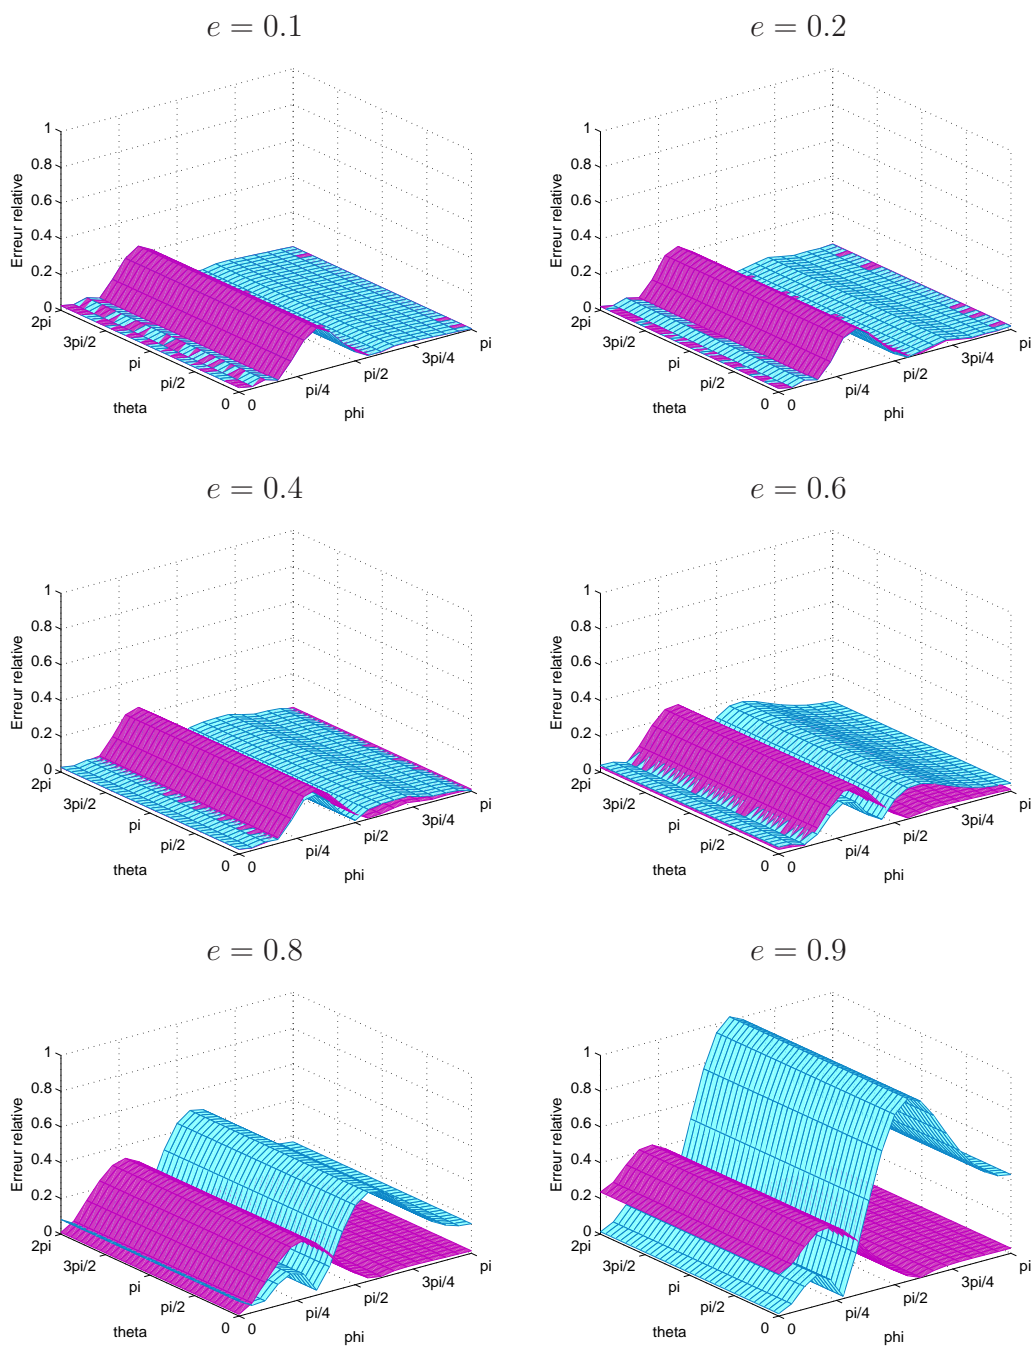 e = 0.1
1
0.8
0.6
0.4
0.2
0
Erreur relative
2pi
3pi/2
pi
pi/2
0
theta
0
pi/4
pi/2
3pi/4
pi
phi
e = 0.2
1
0.8
0.6
0.4
0.2
0
Erreur relative
2pi
3pi/2
pi
pi/2
0
theta
0
pi/4
pi/2
3pi/4
pi
phi
e = 0.4
1
0.8
0.6
0.4
0.2
0
Erreur relative
2pi
3pi/2
pi
pi/2
0
theta
0
pi/4
pi/2
3pi/4
pi
phi
e = 0.6
1
0.8
0.6
0.4
0.2
0
Erreur relative
2pi
3pi/2
pi
pi/2
0
theta
0
pi/4
pi/2
3pi/4
pi
phi
e = 0.8
1
0.8
0.6
0.4
0.2
0
Erreur relative
2pi
3pi/2
pi
pi/2
0
theta
0
pi/4
pi/2
3pi/4
pi
phi
e = 0.9
1
0.8
0.6
0.4
0.2
0
Erreur relative
2pi
3pi/2
pi
pi/2
0
theta
0
pi/4
pi/2
3pi/4
pi
phi